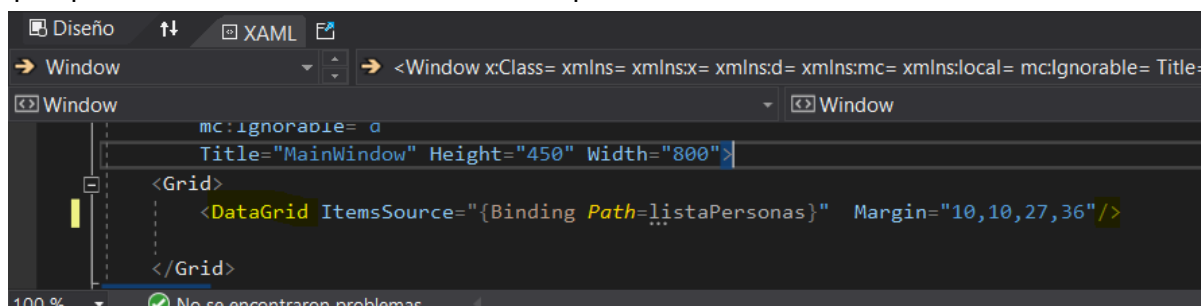 Diseño XAML
Window <Window x:Class= xmlns= xmlns:x= xmlns:d= xmlns:mc= xmlns:local= mc:Ignorable= Title=
Window Window
mc:Ignorable= d
Title="MainWindow" Height="450" Width="800">
<Grid>
<DataGrid ItemsSource="{Binding Path=listaPersonas}" Margin="10,10,27,36"/>
</Grid>
100 % No se encontraron problemas